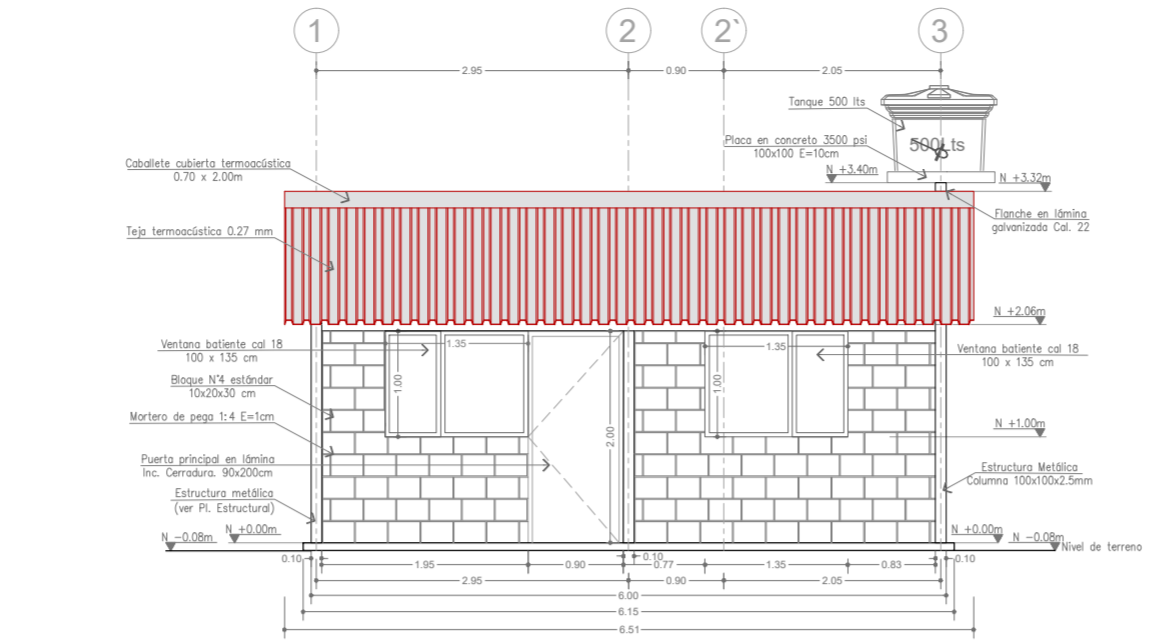 1
2
2`
3
2.95
0.90
2.05
Tanque 500 lts
500Lts
Placa en concreto 3500 psi
100x100 E=10cm
N +3.40m
N +3.32m
Caballete cubierta termoacústica
0.70 x 2.00m
Flanche en lámina
galvanizada Cal. 22
Teja termoacústica 0.27 mm
N +2.06m
Ventana batiente cal 18
100 x 135 cm
1.35
1.00
1.35
1.00
Ventana batiente cal 18
100 x 135 cm
Bloque N°4 estándar
10x20x30 cm
Mortero de pega 1:4 E=1cm
2.00
N +1.00m
Puerta principal en lámina
Inc. Cerradura. 90x200cm
Estructura Metálica
Columna 100x100x2.5mm
Estructura metálica
(ver Pl. Estructural)
N -0.08m
N +0.00m
N +0.00m
N -0.08m
Nivel de terreno
0.10
1.95
0.90
0.10
0.77
1.35
0.83
0.10
2.95
0.90
2.05
6.00
6.15
6.51